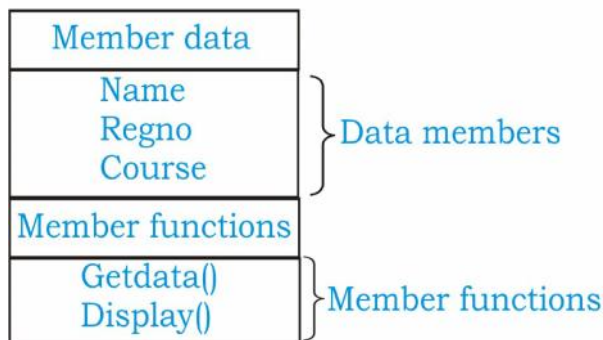 Member data
Name
Regno
Course
Data members
Member functions
Getdata()
Display()
Member functions